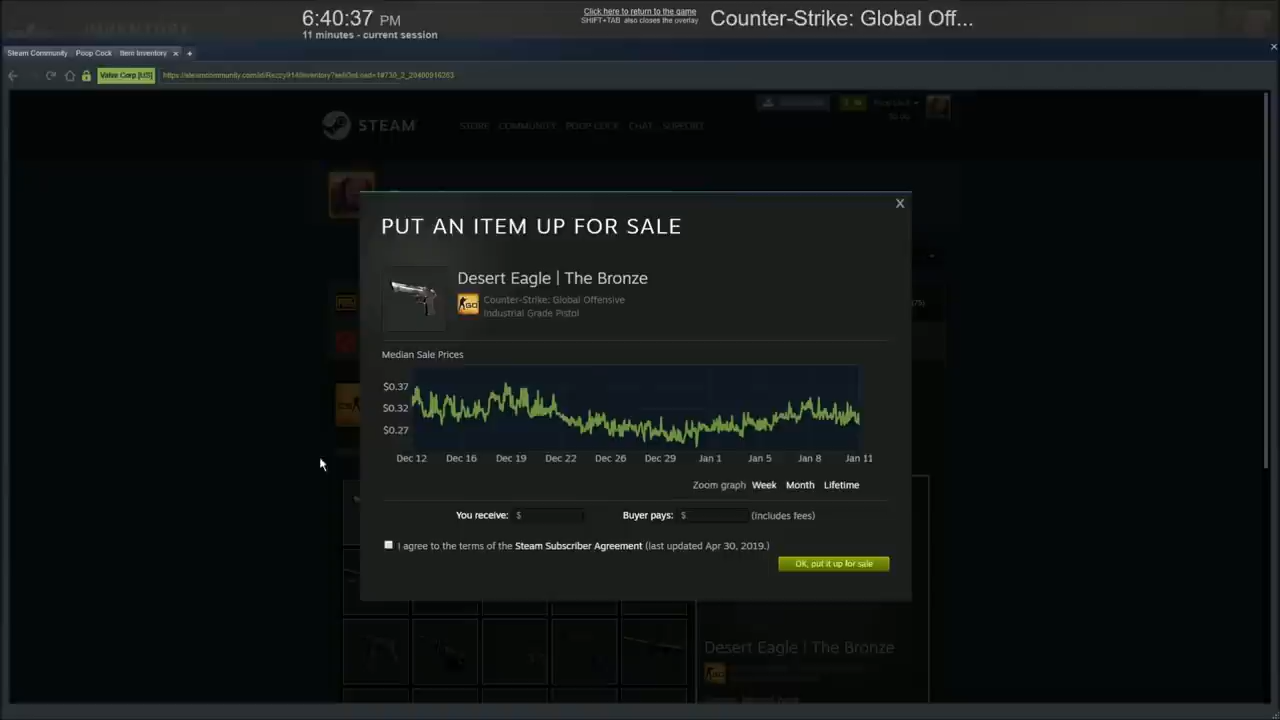 6:40:37 PM
11 minutes - current session
Click here to return to the game
SHIFT+TAB also closes the overlay
Counter-Strike: Global Off...
Steam Community
Poop Cock
Item Inventory
Valve Corp [US]
STEAM
STORE COMMUNITY POOP COCK CHAT SUPPORT
PUT AN ITEM UP FOR SALE
X
Desert Eagle | The Bronze
Counter-Strike: Global Offensive
Industrial Grade Pistol
Median Sale Prices
$0.37
$0.32
$0.27
Dec 12 Dec 16 Dec 19 Dec 22 Dec 26 Dec 29 Jan 1 Jan 5 Jan 8 Jan 11
Zoom graph Week Month Lifetime
You receive: $ Buyer pays: $ (includes fees)
I agree to the terms of the Steam Subscriber Agreement (last updated Apr 30, 2019.)
OK, put it up for sale
Desert Eagle | The Bronze